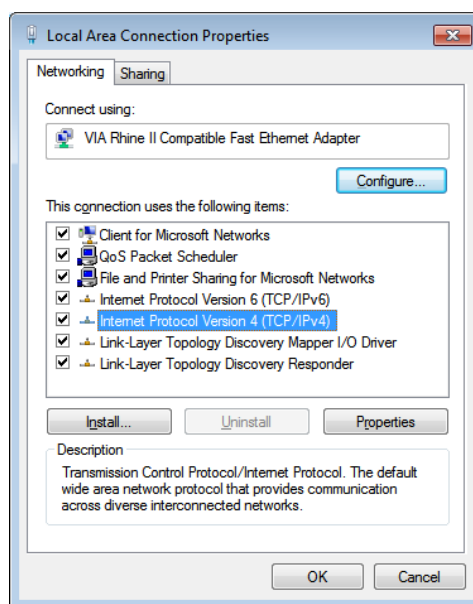 Local Area Connection Properties
Networking
Sharing
Connect using:
VIA Rhine II Compatible Fast Ethernet Adapter
Configure...
This connection uses the following items:
Client for Microsoft Networks
QoS Packet Scheduler
File and Printer Sharing for Microsoft Networks
Internet Protocol Version 6 (TCP/IPv6)
Internet Protocol Version 4 (TCP/IPv4)
Link-Layer Topology Discovery Mapper I/O Driver
Link-Layer Topology Discovery Responder
Install...
Uninstall
Properties
Description
Transmission Control Protocol/Internet Protocol. The default
wide area network protocol that provides communication
across diverse interconnected networks.
OK
Cancel